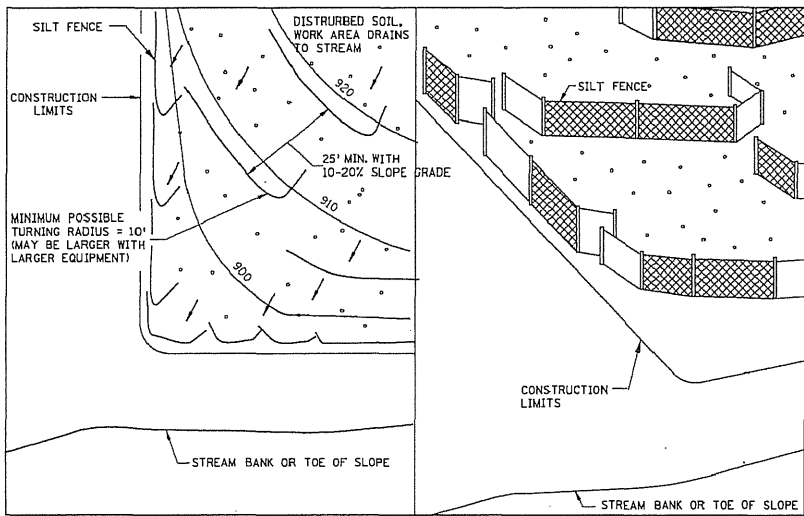 SILT FENCE
DISTRURBED SOIL,
WORK AREA DRAINS
TO STREAM
CONSTRUCTION
LIMITS
920
25' MIN. WITH
10-20% SLOPE GRADE
910
MINIMUM POSSIBLE
TURNING RADIUS = 10'
(MAY BE LARGER WITH
LARGER EQUIPMENT)
900
STREAM BANK OR TOE OF SLOPE
SILT FENCE
CONSTRUCTION
LIMITS
STREAM BANK OR TOE OF SLOPE